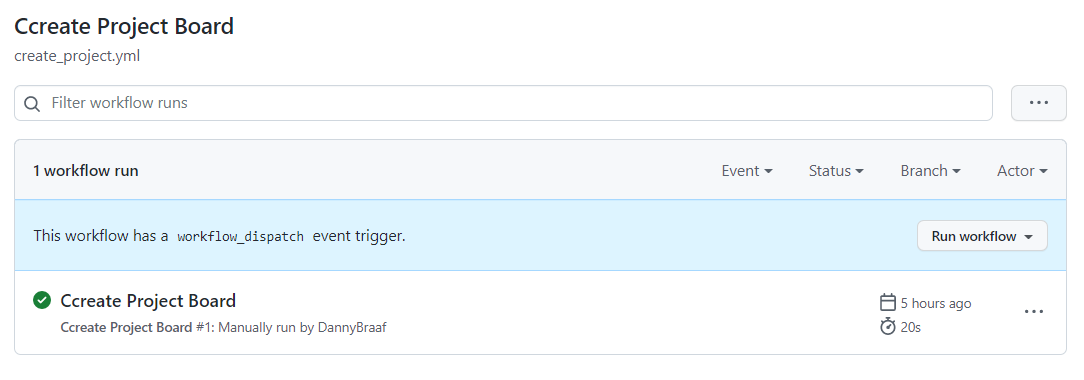 Ccreate Project Board
create_project.yml
Filter workflow runs
1 workflow run Event Status Branch Actor
This workflow has a workflow_dispatch event trigger. Run workflow
Ccreate Project Board 5 hours ago
Ccreate Project Board #1: Manually run by DannyBraaf 20s